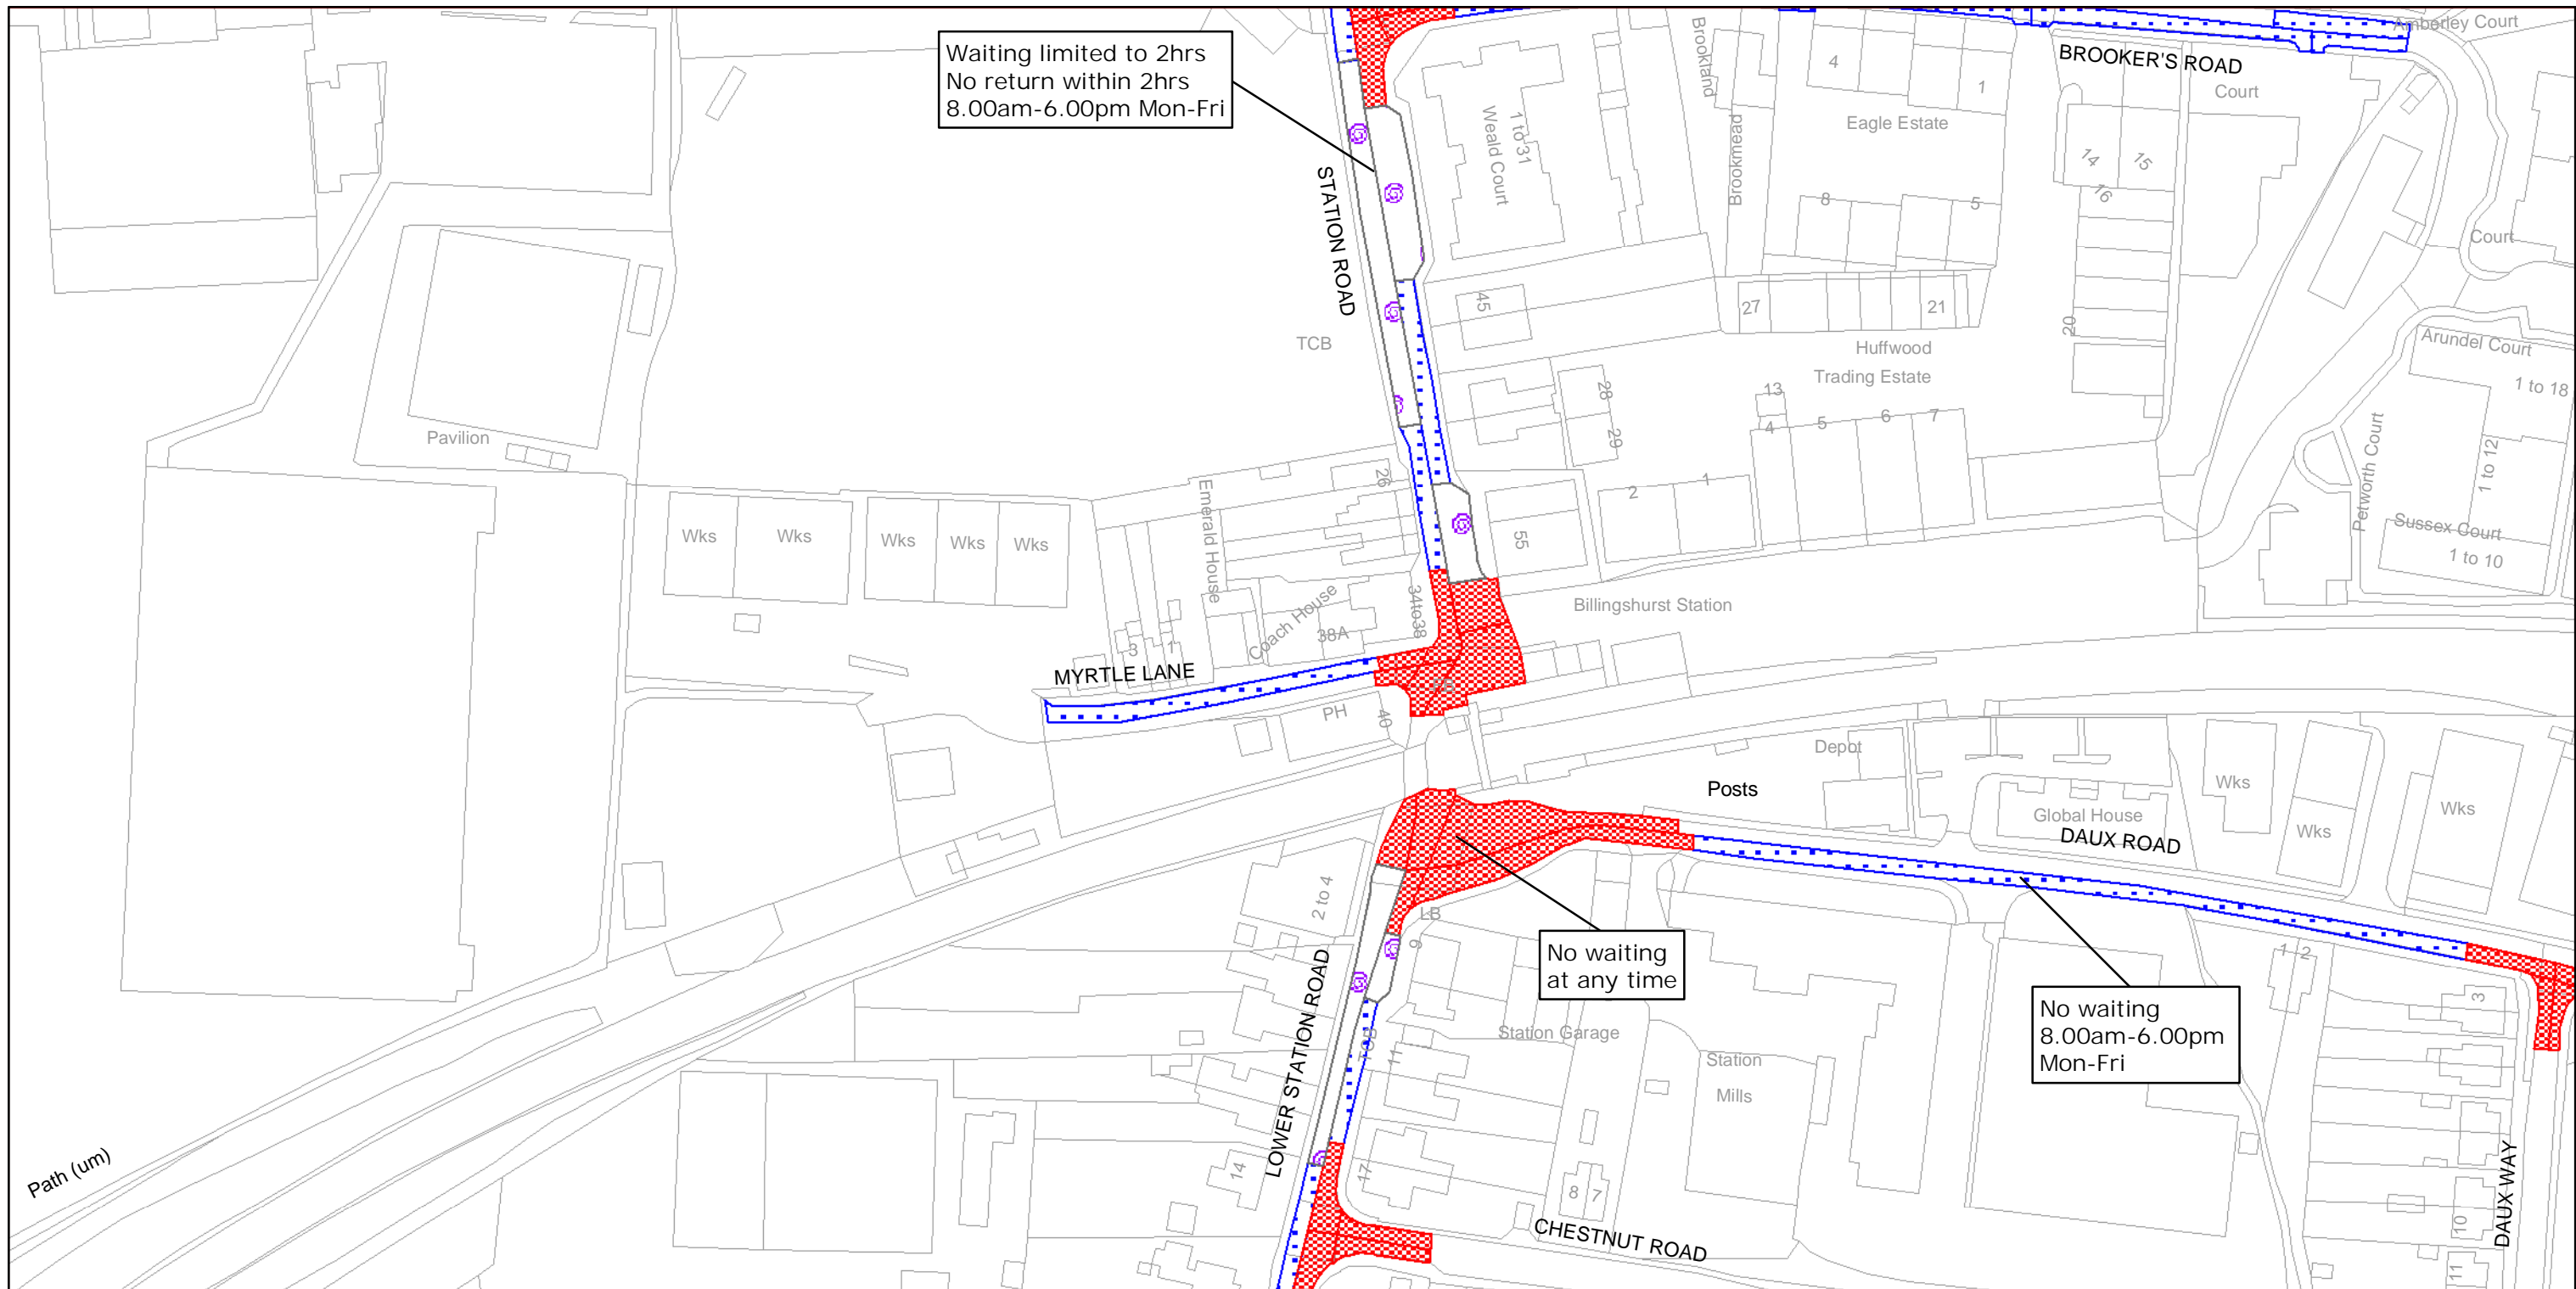 Waiting limited to 2hrs
No return within 2hrs
8.00am-6.00pm Mon-Fri
Amberley Court
BROOKER'S ROAD
Court
Brookland
4
1
Eagle Estate
Weald Court
1 to 31
Brookmead
8
5
14
15
16
Court
STATION ROAD
45
27
21
20
TCB
Huffwood
Trading Estate
Arundel Court
1 to 18
Pavilion
28
29
13
4
5
6
7
Petworth Court
1 to 12
Wks
Wks
Wks
Wks
Wks
Emerald House
26
55
2
1
Sussex Court
1 to 10
Coach House
38A
34to38
Billingshurst Station
3
1
MYRTLE LANE
PH
40
Depot
Posts
Wks
Global House
Wks
Wks
DAUX ROAD
2 to 4
LB
9
No waiting
at any time
1
2
3
No waiting
8.00am-6.00pm
Mon-Fri
LOWER STATION ROAD
TCB
11
Station Garage
Station
Mills
Path (um)
14
17
8
7
CHESTNUT ROAD
DAUX WAY
10
11